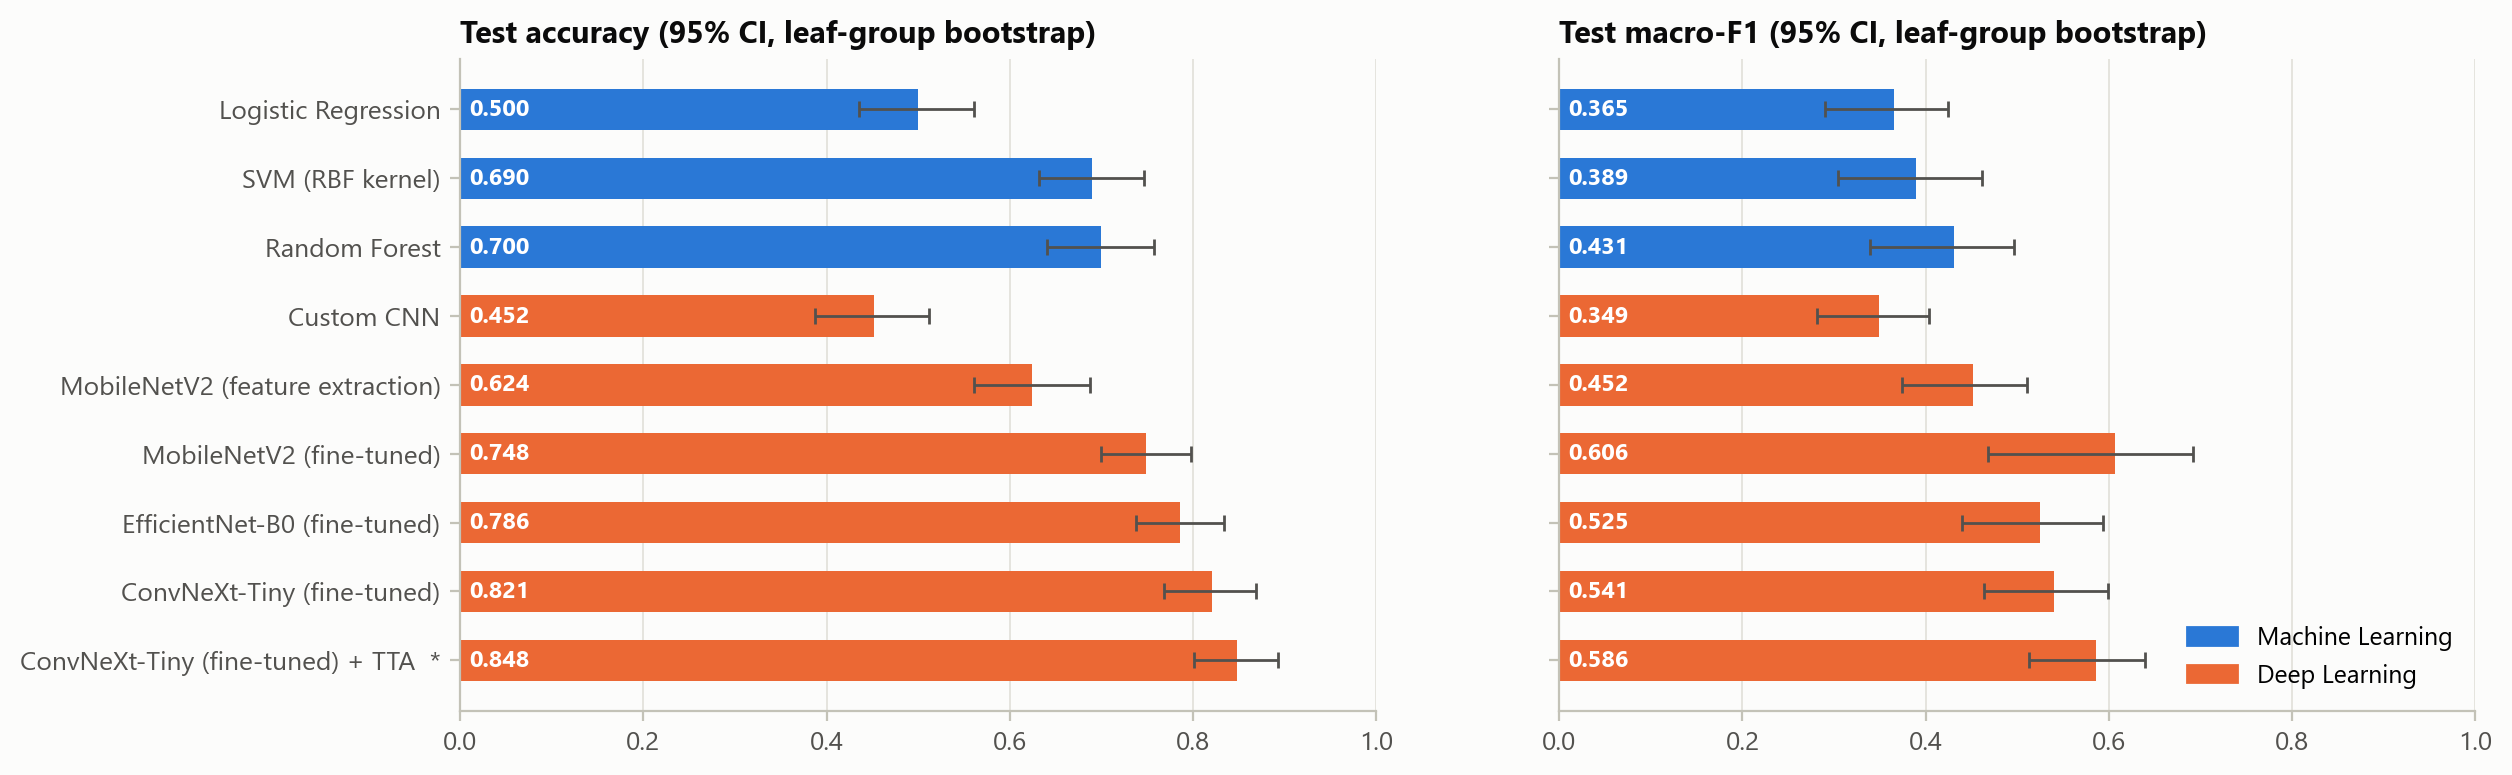 Test accuracy (95% CI, leaf-group bootstrap)
Logistic Regression 0.500
SVM (RBF kernel) 0.690
Random Forest 0.700
Custom CNN 0.452
MobileNetV2 (feature extraction) 0.624
MobileNetV2 (fine-tuned) 0.748
EfficientNet-B0 (fine-tuned) 0.786
ConvNeXt-Tiny (fine-tuned) 0.821
ConvNeXt-Tiny (fine-tuned) + TTA * 0.848
0.0 0.2 0.4 0.6 0.8 1.0
Test macro-F1 (95% CI, leaf-group bootstrap)
0.365
0.389
0.431
0.349
0.452
0.606
0.525
0.541
0.586
Machine Learning
Deep Learning
0.0 0.2 0.4 0.6 0.8 1.0